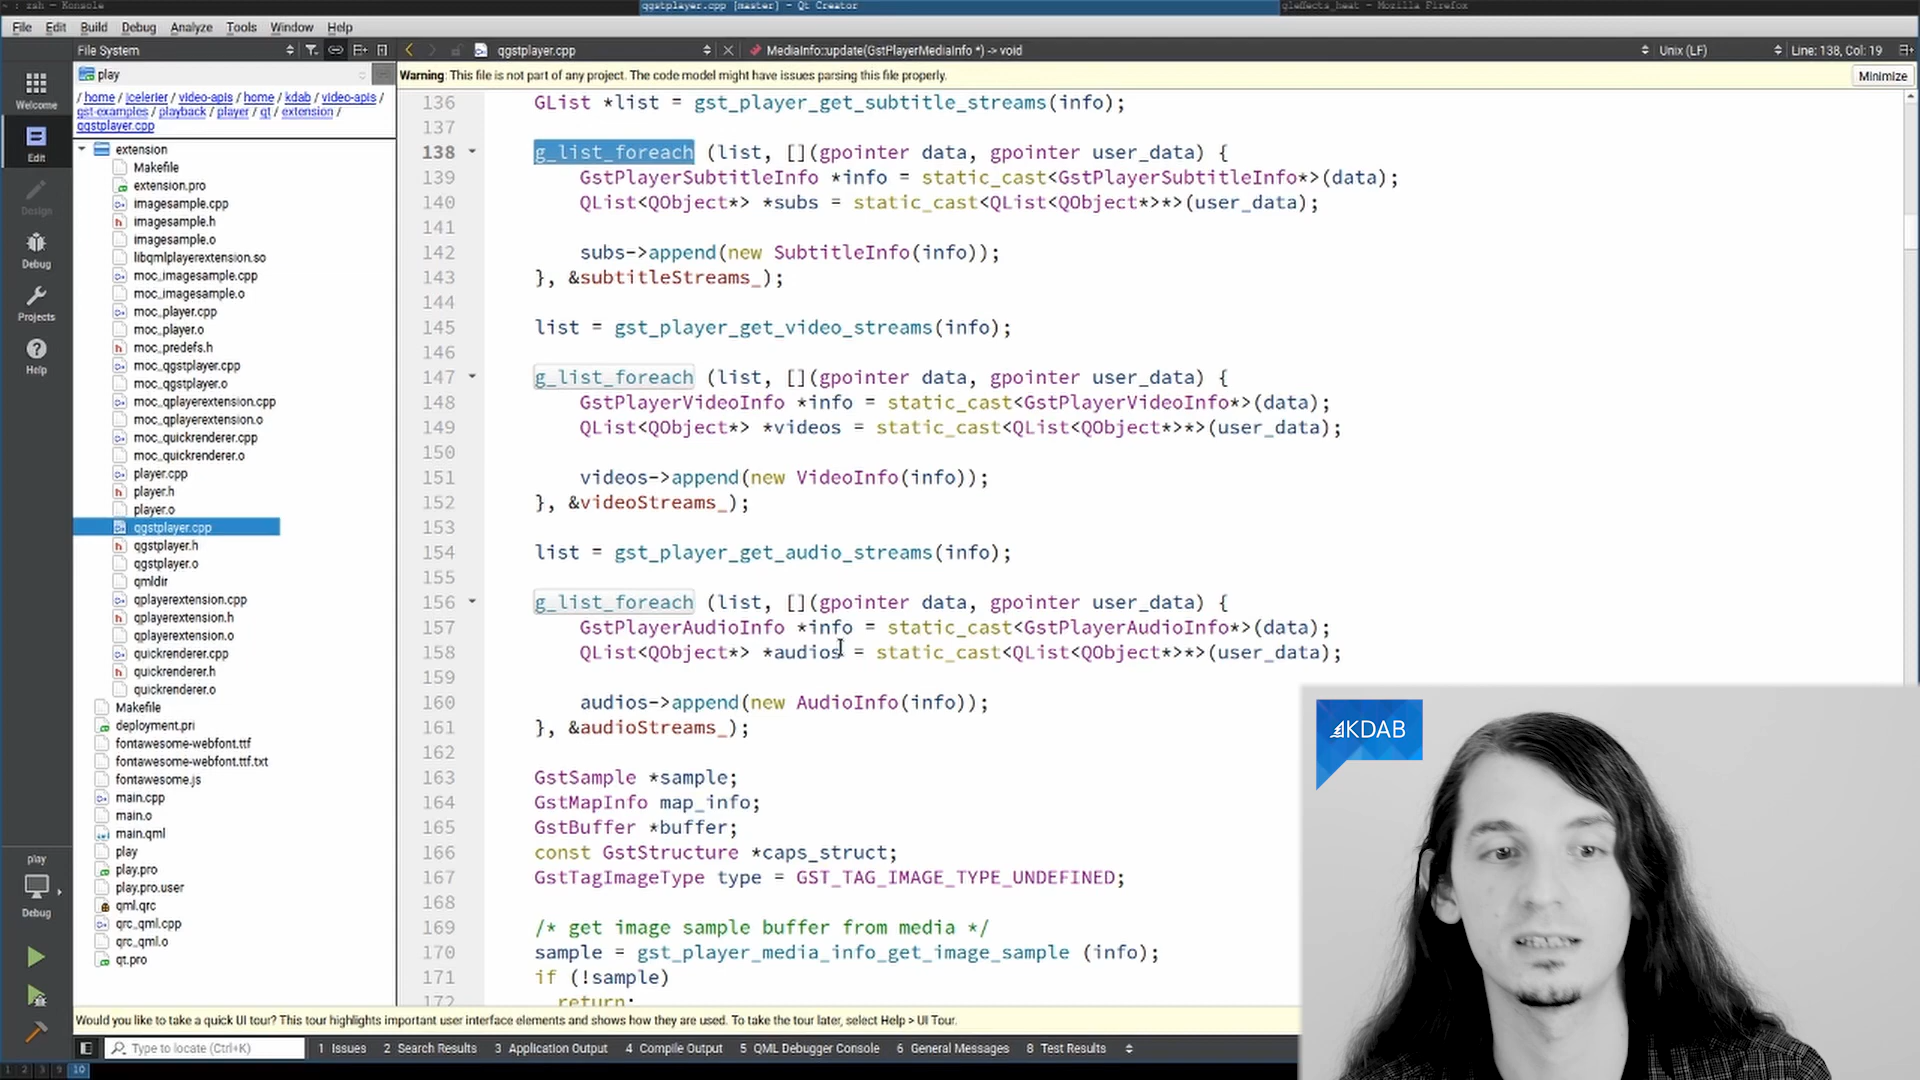 ~ : zsh — Konsole
qgstplayer.cpp [master] - Qt Creator
gleffects_heat - Mozilla Firefox
File Edit Build Debug Analyze Tools Window Help
File System
qgstplayer.cpp
MediaInfo::update(GstPlayerMediaInfo *) -> void
Unix (LF)
Line: 138, Col: 19
play
Warning: This file is not part of any project. The code model might have issues parsing this file properly.
Minimize
/ home / jcelerier / video-apis / home / kdab / video-apis /
gst-examples / playback / player / qt / extension /
qgstplayer.cpp
Welcome
Edit
Design
Debug
Projects
Help
play
Debug
extension
Makefile
extension.pro
imagesample.cpp
imagesample.h
imagesample.o
libqmlplayerextension.so
moc_imagesample.cpp
moc_imagesample.o
moc_player.cpp
moc_player.o
moc_predefs.h
moc_qgstplayer.cpp
moc_qgstplayer.o
moc_qplayerextension.cpp
moc_qplayerextension.o
moc_quickrenderer.cpp
moc_quickrenderer.o
player.cpp
player.h
player.o
qgstplayer.cpp
qgstplayer.h
qgstplayer.o
qmldir
qplayerextension.cpp
qplayerextension.h
qplayerextension.o
quickrenderer.cpp
quickrenderer.h
quickrenderer.o
Makefile
deployment.pri
fontawesome-webfont.ttf
fontawesome-webfont.ttf.txt
fontawesome.js
main.cpp
main.o
main.qml
play
play.pro
play.pro.user
qml.qrc
qrc_qml.cpp
qrc_qml.o
qt.pro
136 GList *list = gst_player_get_subtitle_streams(info);
137
138 g_list_foreach (list, [](gpointer data, gpointer user_data) {
139 GstPlayerSubtitleInfo *info = static_cast<GstPlayerSubtitleInfo*>(data);
140 QList<QObject*> *subs = static_cast<QList<QObject*>*>(user_data);
141
142 subs->append(new SubtitleInfo(info));
143 }, &subtitleStreams_);
144
145 list = gst_player_get_video_streams(info);
146
147 g_list_foreach (list, [](gpointer data, gpointer user_data) {
148 GstPlayerVideoInfo *info = static_cast<GstPlayerVideoInfo*>(data);
149 QList<QObject*> *videos = static_cast<QList<QObject*>*>(user_data);
150
151 videos->append(new VideoInfo(info));
152 }, &videoStreams_);
153
154 list = gst_player_get_audio_streams(info);
155
156 g_list_foreach (list, [](gpointer data, gpointer user_data) {
157 GstPlayerAudioInfo *info = static_cast<GstPlayerAudioInfo*>(data);
158 QList<QObject*> *audios = static_cast<QList<QObject*>*>(user_data);
159
160 audios->append(new AudioInfo(info));
161 }, &audioStreams_);
162
163 GstSample *sample;
164 GstMapInfo map_info;
165 GstBuffer *buffer;
166 const GstStructure *caps_struct;
167 GstTagImageType type = GST_TAG_IMAGE_TYPE_UNDEFINED;
168
169 /* get image sample buffer from media */
170 sample = gst_player_media_info_get_image_sample (info);
171 if (!sample)
172 return;
KDAB
Would you like to take a quick UI tour? This tour highlights important user interface elements and shows how they are used. To take the tour later, select Help > UI Tour.
Type to locate (Ctrl+K)
1 Issues 2 Search Results 3 Application Output 4 Compile Output 5 QML Debugger Console 6 General Messages 8 Test Results
1 2 3 9 10